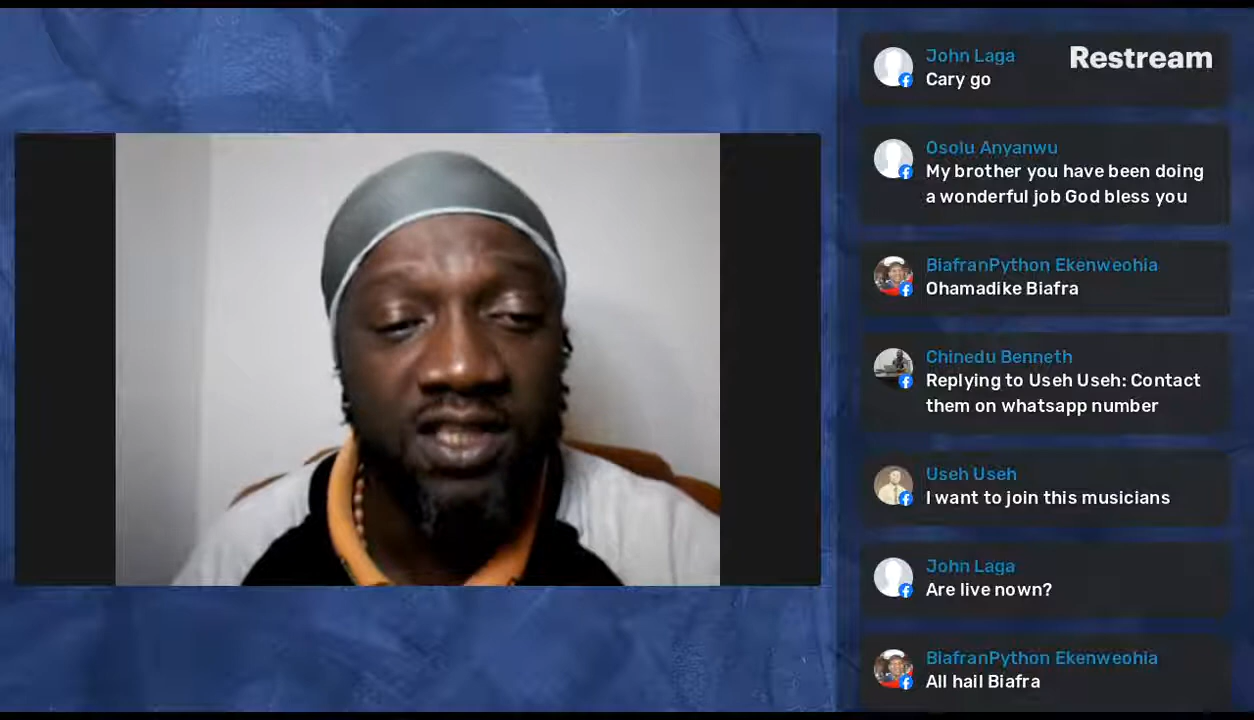 Restream
John Laga
Cary go
Osolu Anyanwu
My brother you have been doing
a wonderful job God bless you
BiafranPython Ekenweohia
Ohamadike Biafra
Chinedu Benneth
Replying to Useh Useh: Contact
them on whatsapp number
Useh Useh
I want to join this musicians
John Laga
Are live nown?
BiafranPython Ekenweohia
All hail Biafra